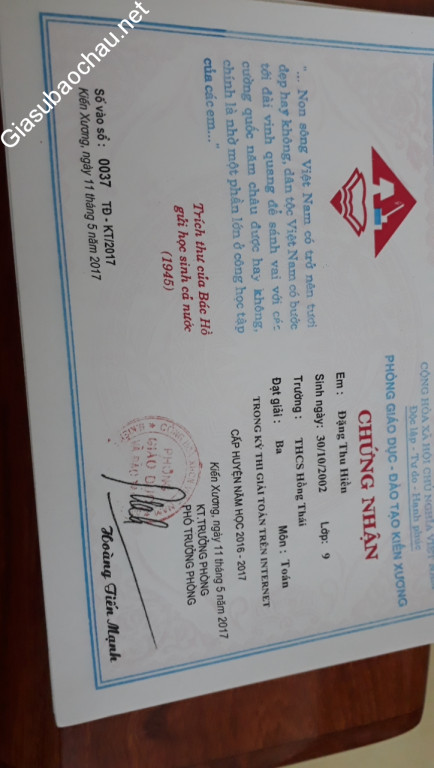 Giasubaochau.net
"... Non sông Việt Nam có trở nên tươi
đẹp hay không, dân tộc Việt Nam có bước
tới đài vinh quang để sánh vai với các
cường quốc năm châu được hay không,
chính là nhờ một phần lớn ở công học tập
của các em..."
Trích thư của Bác Hồ
gửi học sinh cả nước
(1945)
Số vào sổ : 0037 TĐ - KT/2017
Kiến Xương, ngày 11 tháng 5 năm 2017
CỘNG HÒA XÃ HỘI CHỦ NGHĨA VIỆT
Độc lập - Tự do - Hạnh phúc
PHÒNG GIÁO DỤC - ĐÀO TẠO KIẾN XƯƠNG
CHỨNG NHẬN
Em : Đặng Thu Hiền
Sinh ngày: 30/10/2002 Lớp: 9
Trường : THCS Hồng Thái
Đạt giải : Ba Môn : Toán
TRONG KỲ THI GIẢI TOÁN TRÊN INTERNET
CẤP HUYỆN NĂM HỌC 2016 - 2017
Kiến Xương, ngày 11 tháng 5 năm 2017
KT.TRƯỞNG PHÒNG
PHÓ TRƯỞNG PHÒNG
PHÒNG
GIÁO DỤC
Hoàng Tiến Mạnh